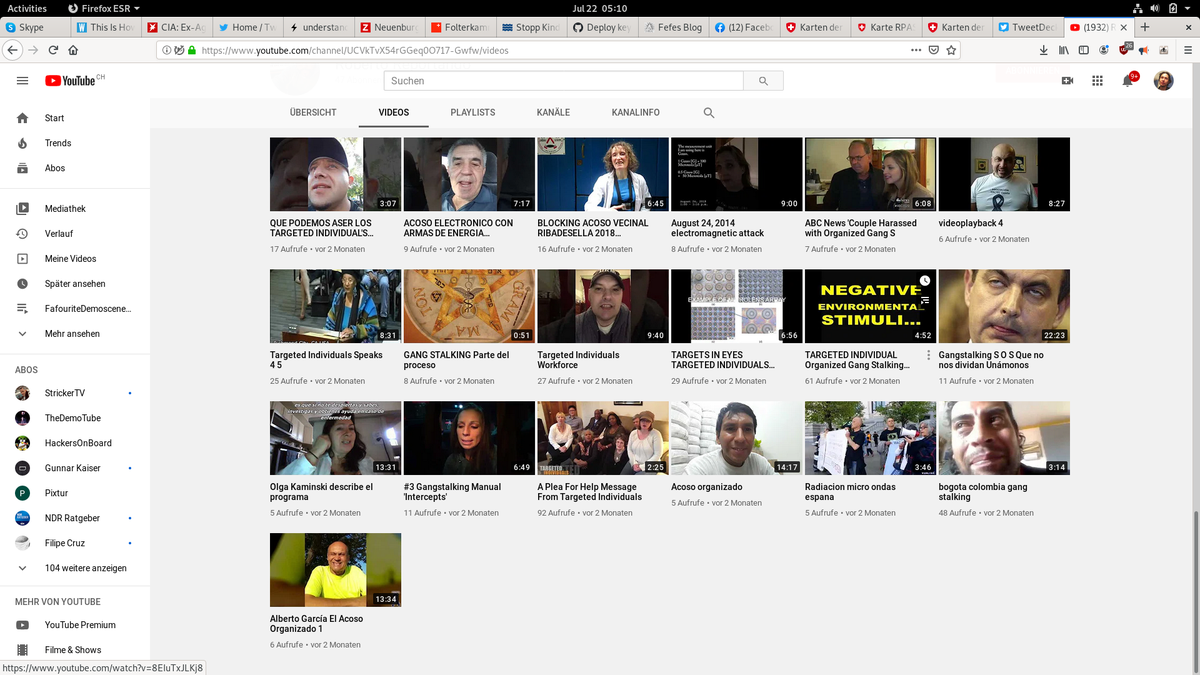 Activities Firefox ESR Jul 22 05:10
Skype This Is Ho CIA: Ex-Ag Home / Tw understan Neuenbur Folterkam Stopp Kind Deploy key Fefes Blog (12) Faceb Karten der Karte RPA Karten der TweetDec (1932) R
https://www.youtube.com/channel/UCVkTvX54rGGeq0O717-Gwfw/videos
26
YouTube CH
Suchen
9+
ÜBERSICHT VIDEOS PLAYLISTS KANÄLE KANALINFO
Start
Trends
Abos
Mediathek
Verlauf
Meine Videos
Später ansehen
FafouriteDemoscene...
Mehr ansehen
ABOS
StrickerTV
TheDemoTube
HackersOnBoard
Gunnar Kaiser
Pixtur
NDR Ratgeber
Filipe Cruz
104 weitere anzeigen
MEHR VON YOUTUBE
YouTube Premium
Filme & Shows
3:07
QUE PODEMOS ASER LOS
TARGETED INDIVIDUALS...
17 Aufrufe • vor 2 Monaten
7:17
ACOSO ELECTRONICO CON
ARMAS DE ENERGIA...
9 Aufrufe • vor 2 Monaten
6:45
BLOCKING ACOSO VECINAL
RIBADESELLA 2018...
16 Aufrufe • vor 2 Monaten
9:00
August 24, 2014
electromagnetic attack
8 Aufrufe • vor 2 Monaten
6:08
ABC News 'Couple Harassed
with Organized Gang S
7 Aufrufe • vor 2 Monaten
8:27
videoplayback 4
6 Aufrufe • vor 2 Monaten
8:31
Targeted Individuals Speaks
4 5
25 Aufrufe • vor 2 Monaten
0:51
GANG STALKING Parte del
proceso
8 Aufrufe • vor 2 Monaten
9:40
Targeted Individuals
Workforce
27 Aufrufe • vor 2 Monaten
6:56
TARGETS IN EYES
TARGETED INDIVIDUALS...
29 Aufrufe • vor 2 Monaten
NEGATIVE
ENVIRONMENTAL
STIMULI...
4:52
TARGETED INDIVIDUAL
Organized Gang Stalking...
61 Aufrufe • vor 2 Monaten
22:23
Gangstalking S O S Que no
nos dividan Unámonos
11 Aufrufe • vor 2 Monaten
13:31
Olga Kaminski describe el
programa
5 Aufrufe • vor 2 Monaten
6:49
#3 Gangstalking Manual
'Intercepts'
11 Aufrufe • vor 2 Monaten
TARGETED
2:25
A Plea For Help Message
From Targeted Individuals
92 Aufrufe • vor 2 Monaten
14:17
Acoso organizado
5 Aufrufe • vor 2 Monaten
3:46
Radiacion micro ondas
espana
5 Aufrufe • vor 2 Monaten
3:14
bogota colombia gang
stalking
48 Aufrufe • vor 2 Monaten
13:34
Alberto García El Acoso
Organizado 1
6 Aufrufe • vor 2 Monaten
https://www.youtube.com/watch?v=8EIuTxJLKj8